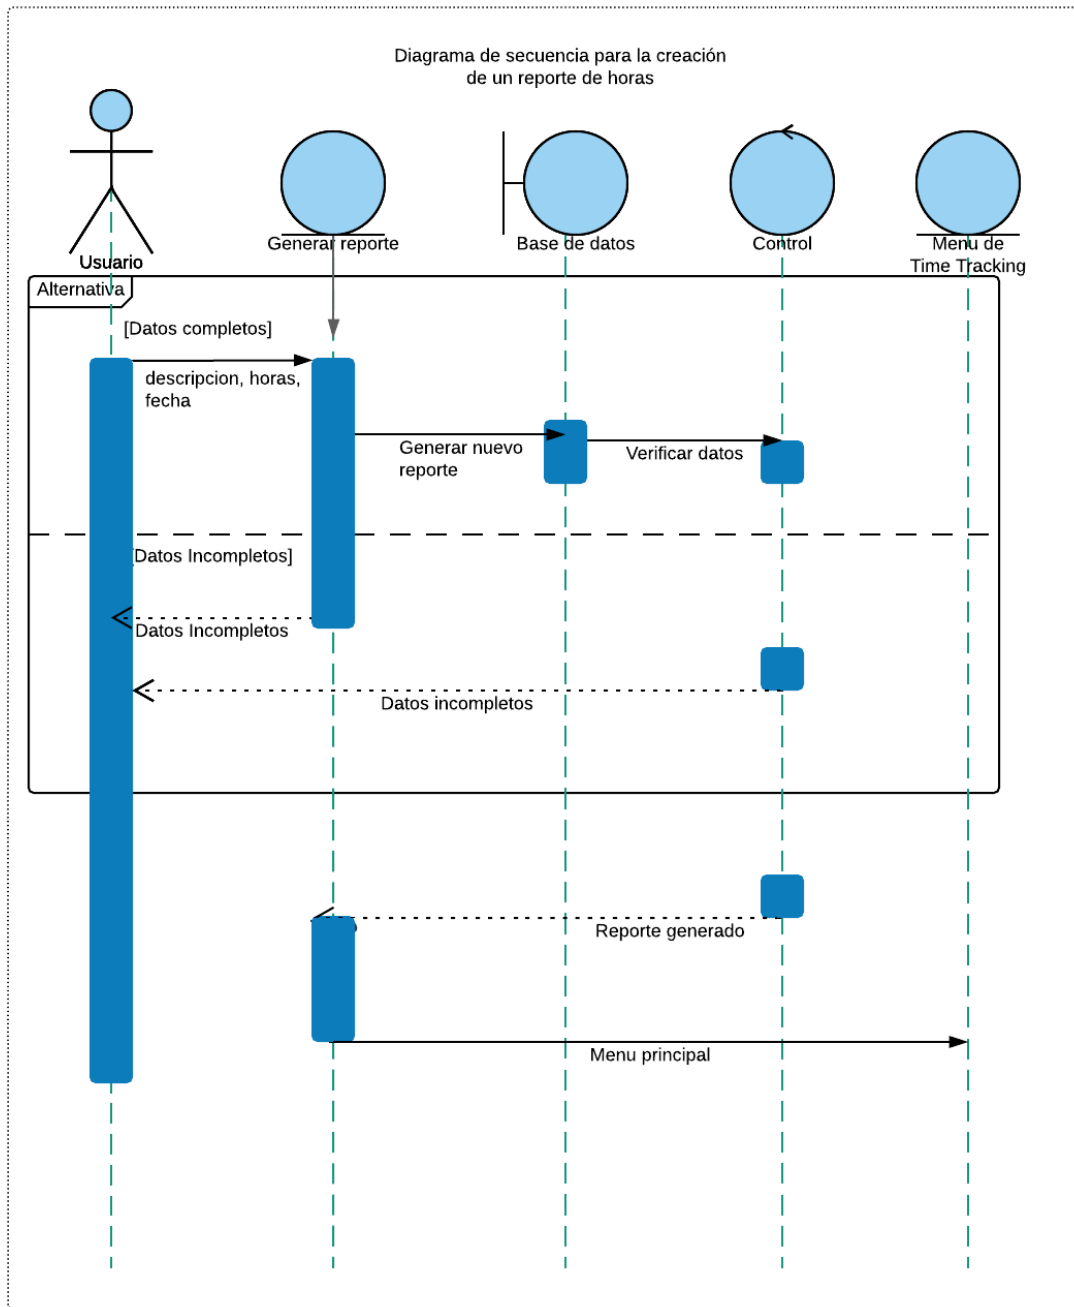 Diagrama de secuencia para la creación
de un reporte de horas
Usuario
Generar reporte
Base de datos
Control
Menu de
Time Tracking
Alternativa
[Datos completos]
descripcion, horas,
fecha
Generar nuevo
reporte
Verificar datos
[Datos Incompletos]
Datos Incompletos
Datos incompletos
Reporte generado
Menu principal